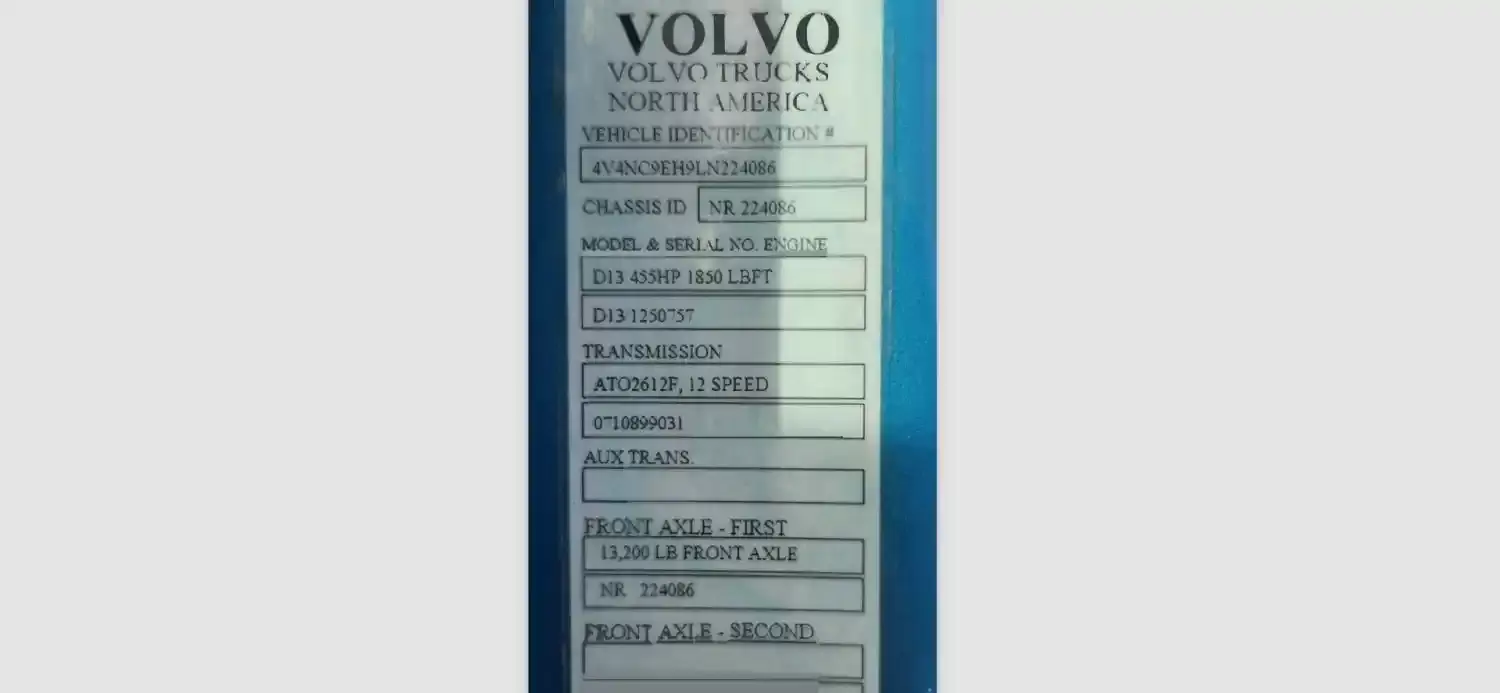 VOLVO
VOLVO TRUCKS
NORTH AMERICA
VEHICLE IDENTIFICATION #
4V4NC9EH9LN224086
CHASSIS ID NR 224086
MODEL & SERIAL NO. ENGINE
D13 455HP 1850 LBFT
D13 1250757
TRANSMISSION
ATO2612F, 12 SPEED
0710899031
AUX TRANS.
FRONT AXLE - FIRST
13,200 LB FRONT AXLE
NR 224086
FRONT AXLE - SECOND